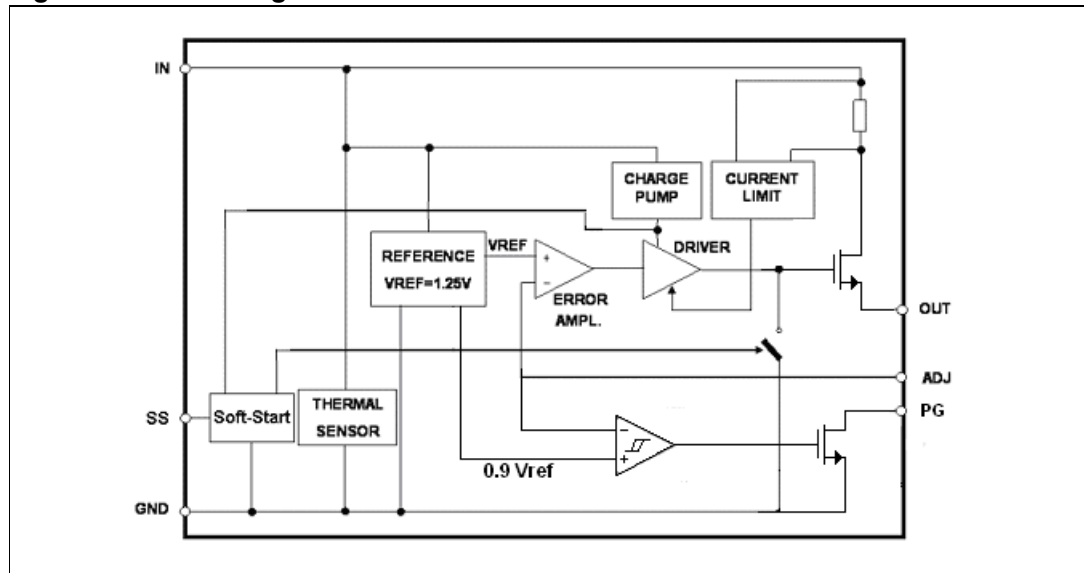 IN
CHARGE
PUMP
CURRENT
LIMIT
REFERENCE
VREF=1.25V
VREF
+
−
ERROR
AMPL.
DRIVER
OUT
ADJ
SS
Soft-Start
THERMAL
SENSOR
−
+
0.9 Vref
PG
GND